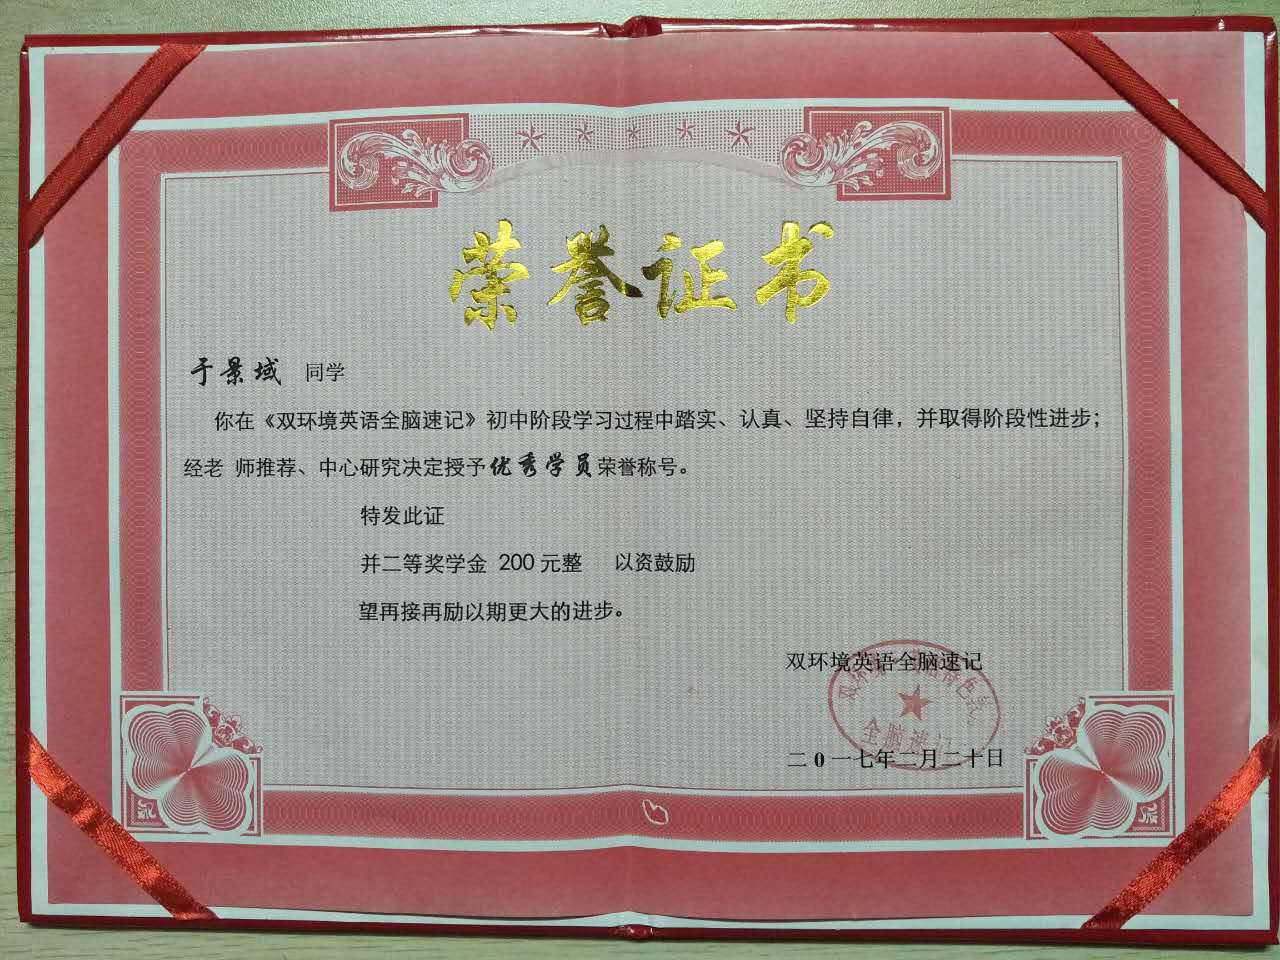 荣誉证书
于景域 同学
你在《双环境英语全脑速记》初中阶段学习过程中踏实、认真、坚持自律，并取得阶段性进步；
经老 师推荐、中心研究决定授予优秀学员荣誉称号。
特发此证
并二等奖学金 200 元整 以资鼓励
望再接再励以期更大的进步。
双环境英语全脑速记
全脑速记
二0一七年二月二十日